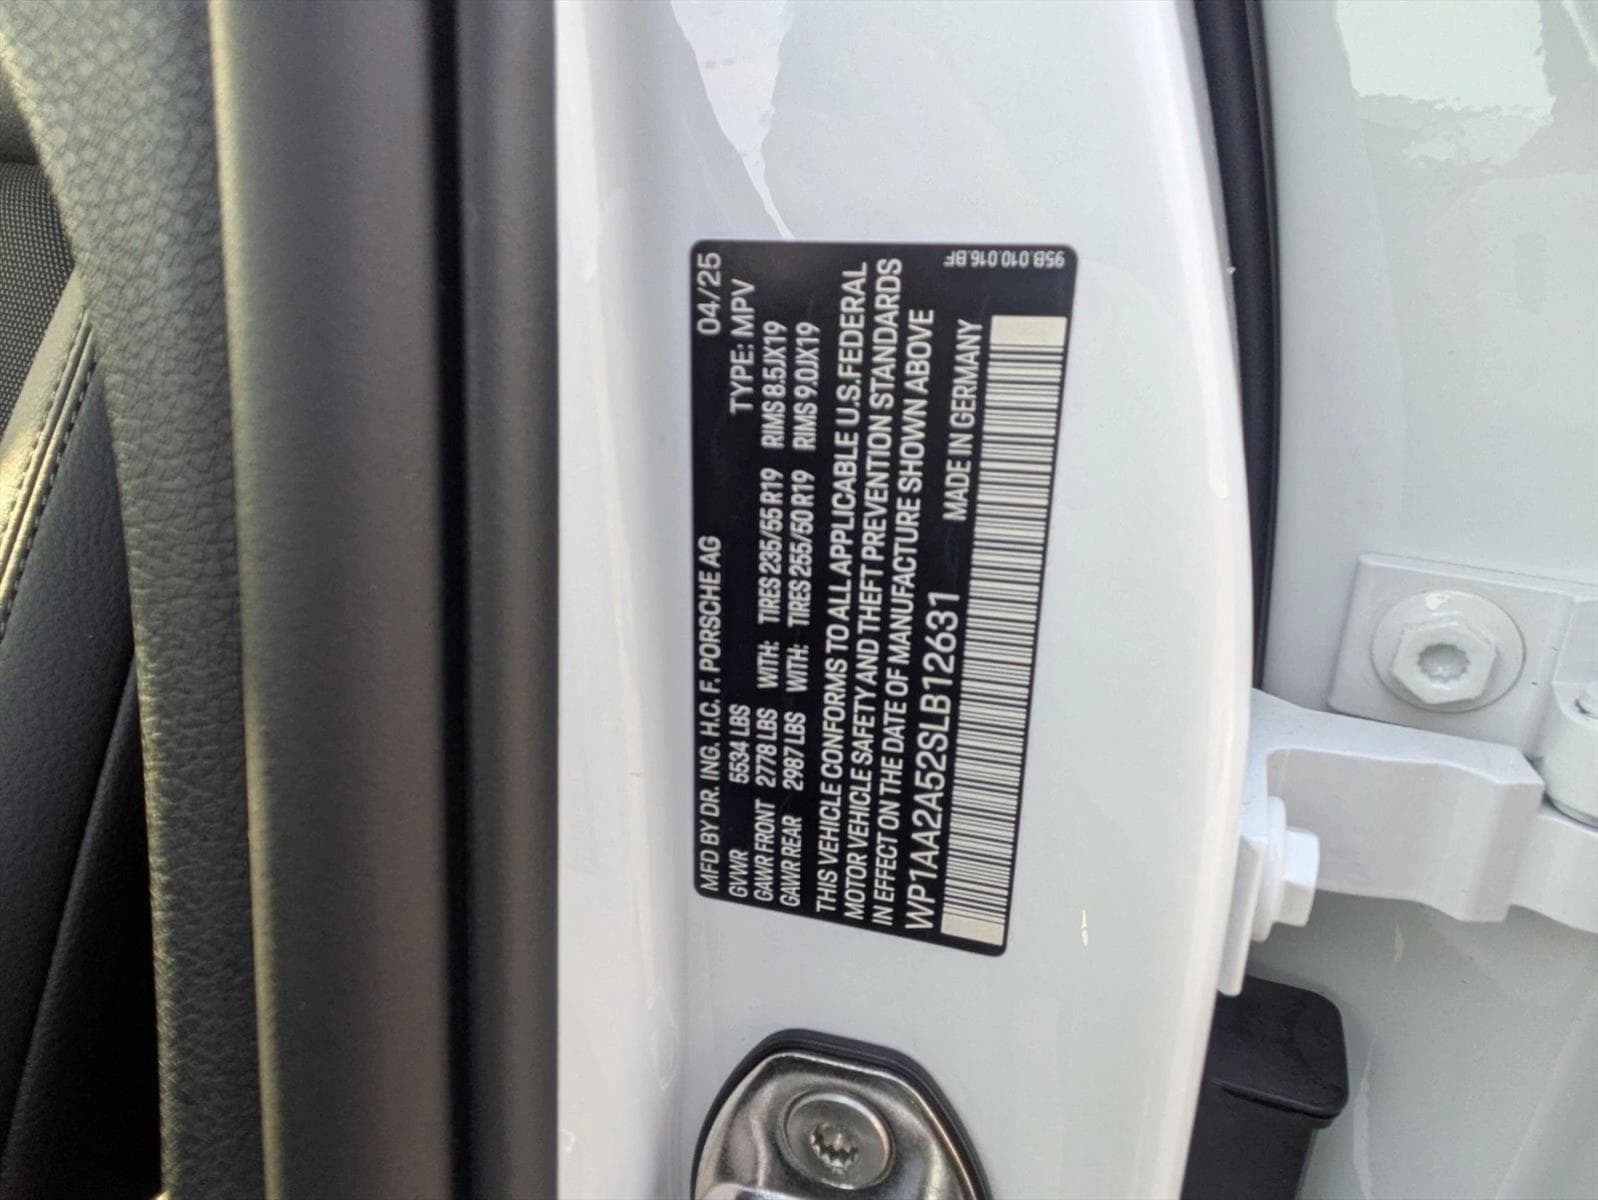 MFD BY DR. ING. H.C. F. PORSCHE AG 04/25
GVWR 5534 LBS TYPE: MPV
GAWR FRONT 2778 LBS WITH: TIRES 235/55 R19 RIMS 8.5JX19
GAWR REAR 2987 LBS WITH: TIRES 255/50 R19 RIMS 9.0JX19
THIS VEHICLE CONFORMS TO ALL APPLICABLE U.S. FEDERAL
MOTOR VEHICLE SAFETY AND THEFT PREVENTION STANDARDS
IN EFFECT ON THE DATE OF MANUFACTURE SHOWN ABOVE
WP1AA2A52SLB12631 MADE IN GERMANY
95B.010.016.BF